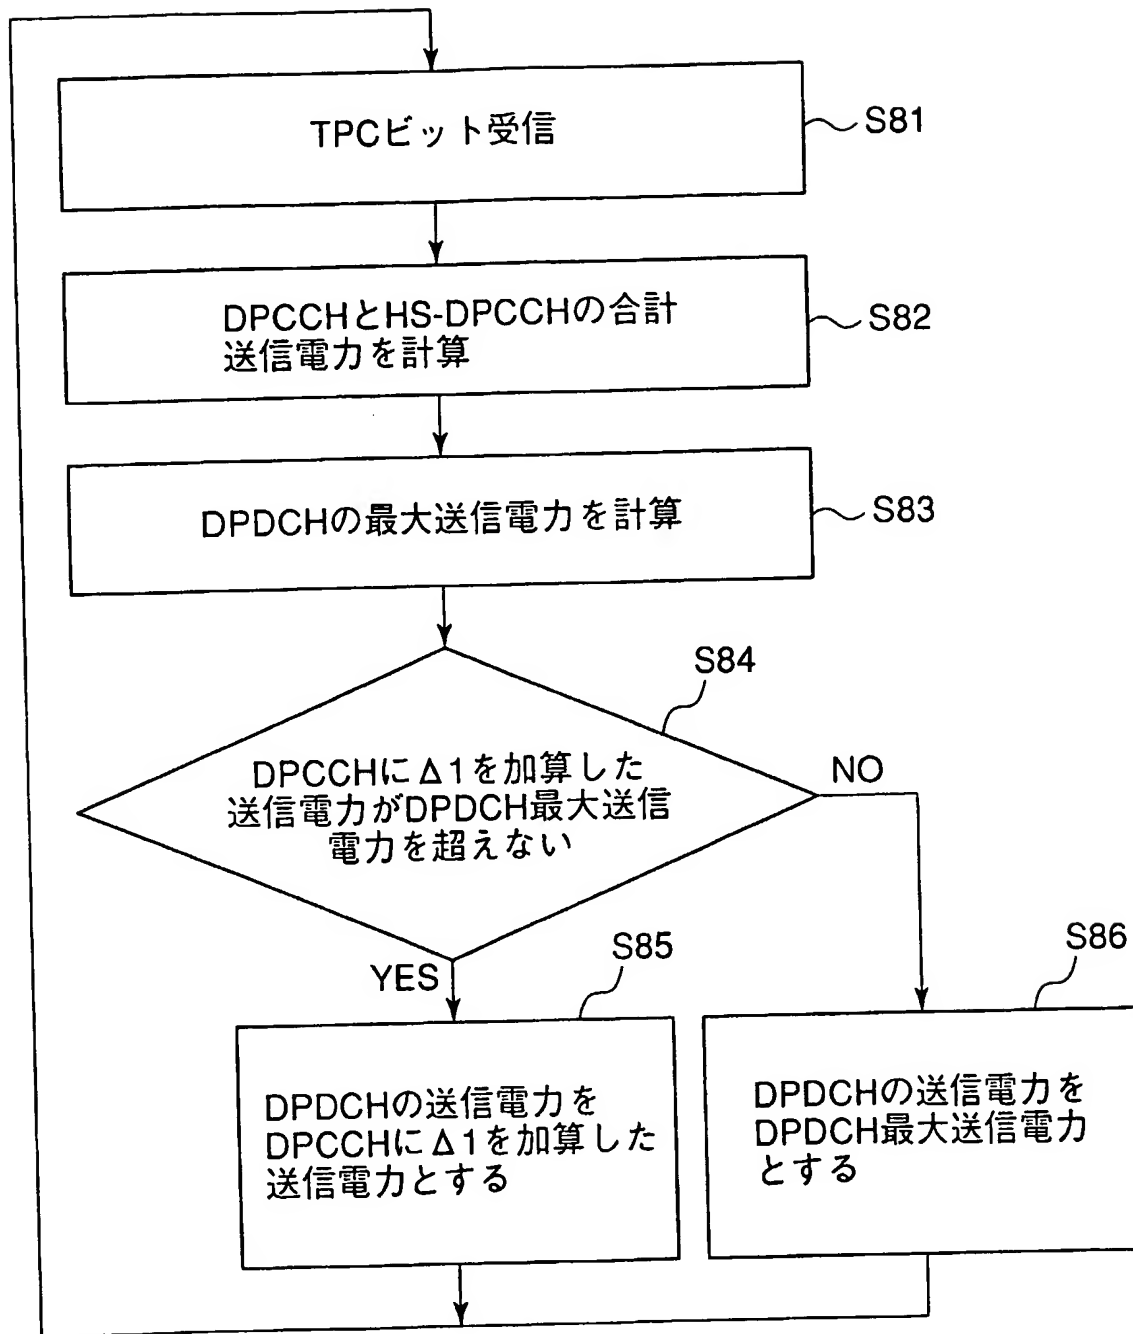 TPCビット受信
S81
DPCCHとHS-DPCCHの合計
送信電力を計算
S82
DPDCHの最大送信電力を計算
S83
S84
DPCCHにΔ1を加算した
送信電力がDPDCH最大送信
電力を超えない
NO
YES
S85
S86
DPDCHの送信電力を
DPCCHにΔ1を加算した
送信電力とする
DPDCHの送信電力を
DPDCH最大送信電力
とする